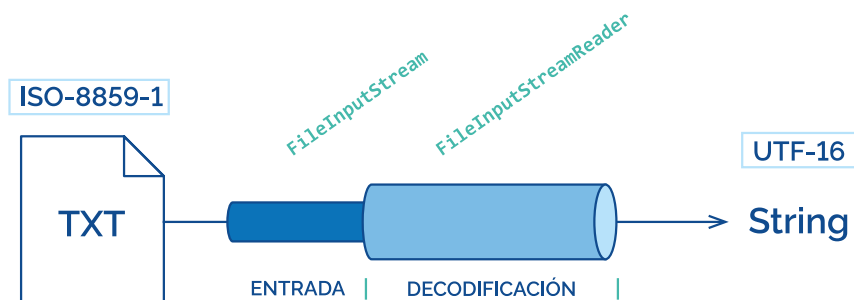 FileInputStream
FileInputStreamReader
ISO-8859-1
UTF-16
TXT
String
ENTRADA
DECODIFICACIÓN